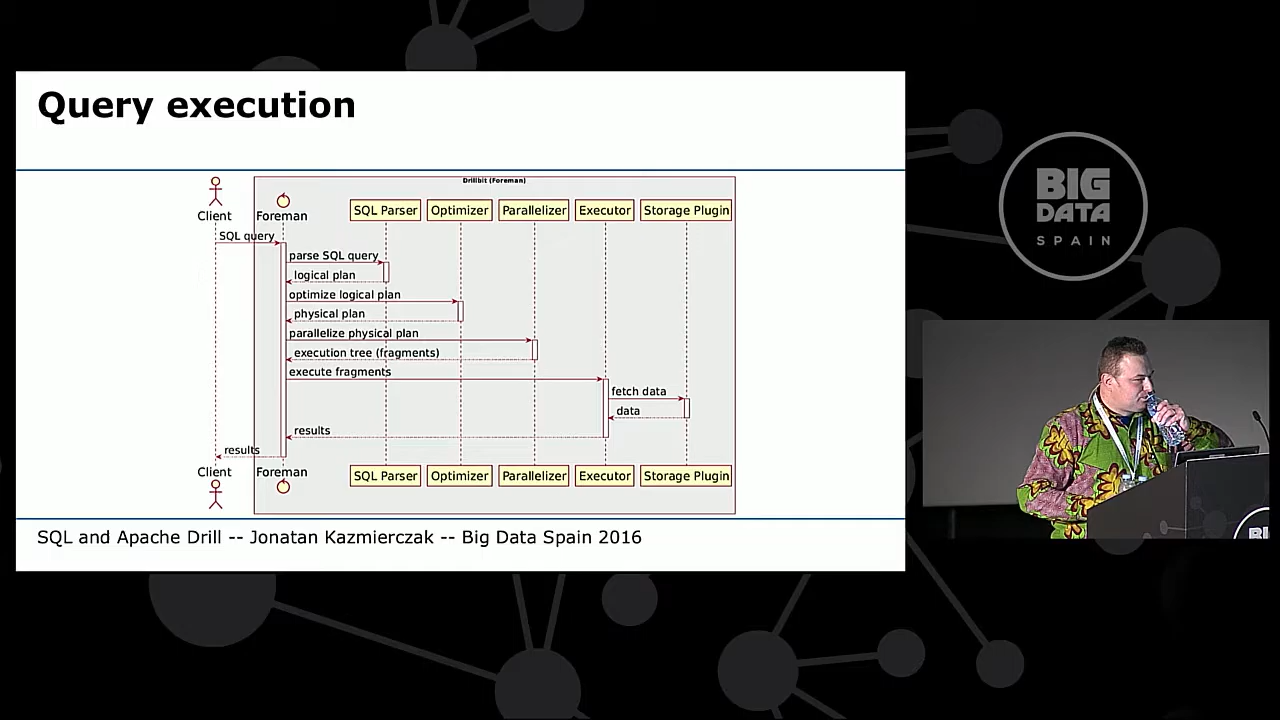 Query execution
Drillbit (Foreman)
Client
Foreman
SQL Parser
Optimizer
Parallelizer
Executor
Storage Plugin
SQL query
parse SQL query
logical plan
optimize logical plan
physical plan
parallelize physical plan
execution tree (fragments)
execute fragments
fetch data
data
results
results
Client
Foreman
SQL Parser
Optimizer
Parallelizer
Executor
Storage Plugin
SQL and Apache Drill -- Jonatan Kazmierczak -- Big Data Spain 2016
BIG
DATA
SPAIN